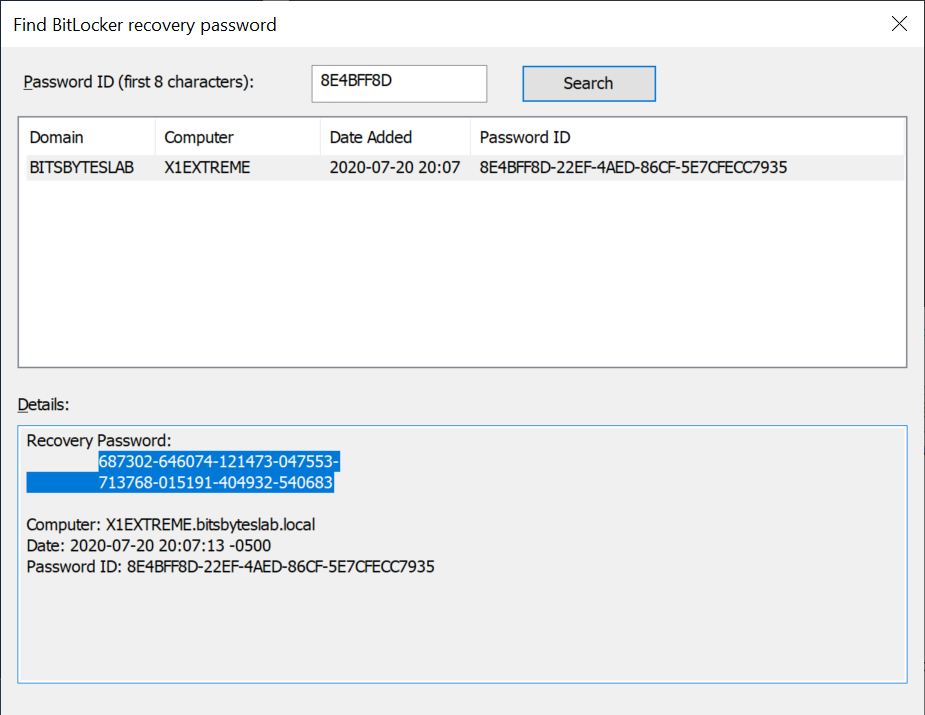 Find BitLocker recovery password
Password ID (first 8 characters): 8E4BFF8D Search
Domain Computer Date Added Password ID
BITSBYTESLAB X1EXTREME 2020-07-20 20:07 8E4BFF8D-22EF-4AED-86CF-5E7CFECC7935
Details:
Recovery Password:
687302-646074-121473-047553-
713768-015191-404932-540683
Computer: X1EXTREME.bitsbyteslab.local
Date: 2020-07-20 20:07:13 -0500
Password ID: 8E4BFF8D-22EF-4AED-86CF-5E7CFECC7935